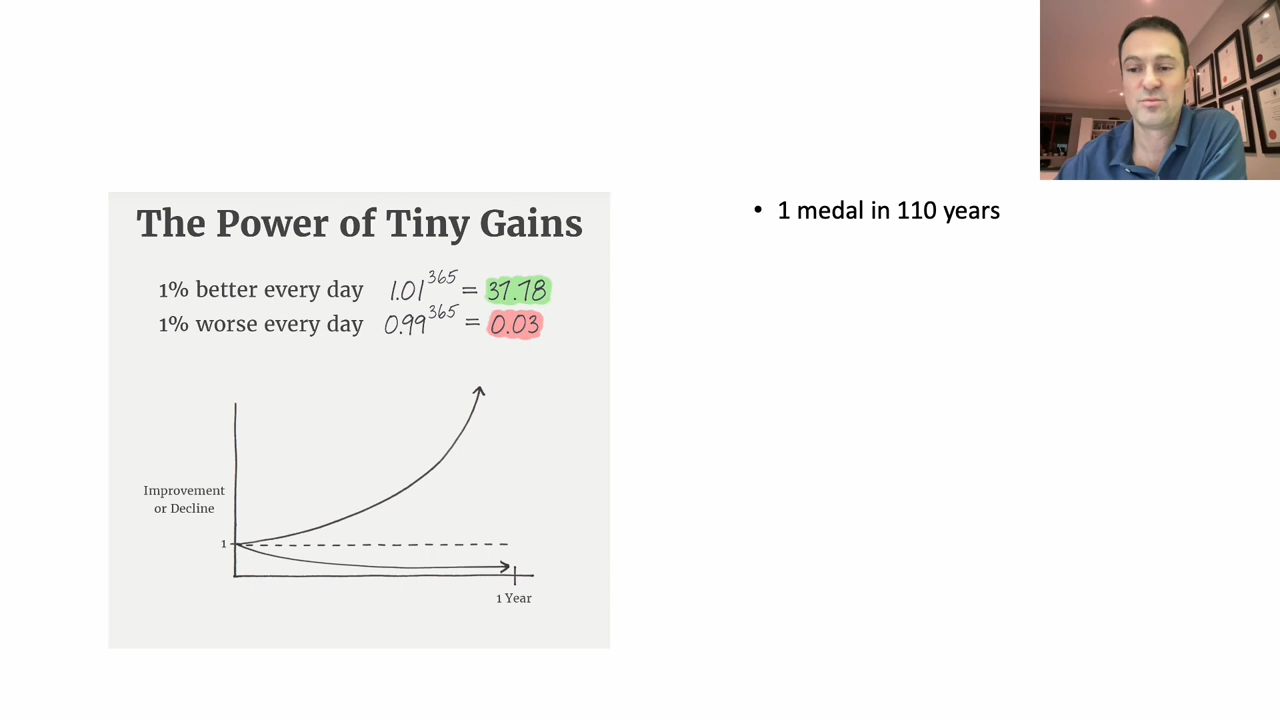 The Power of Tiny Gains
1% better every day 1.01^365 = 37.78
1% worse every day 0.99^365 = 0.03
Improvement
or Decline
1
1 Year
• 1 medal in 110 years